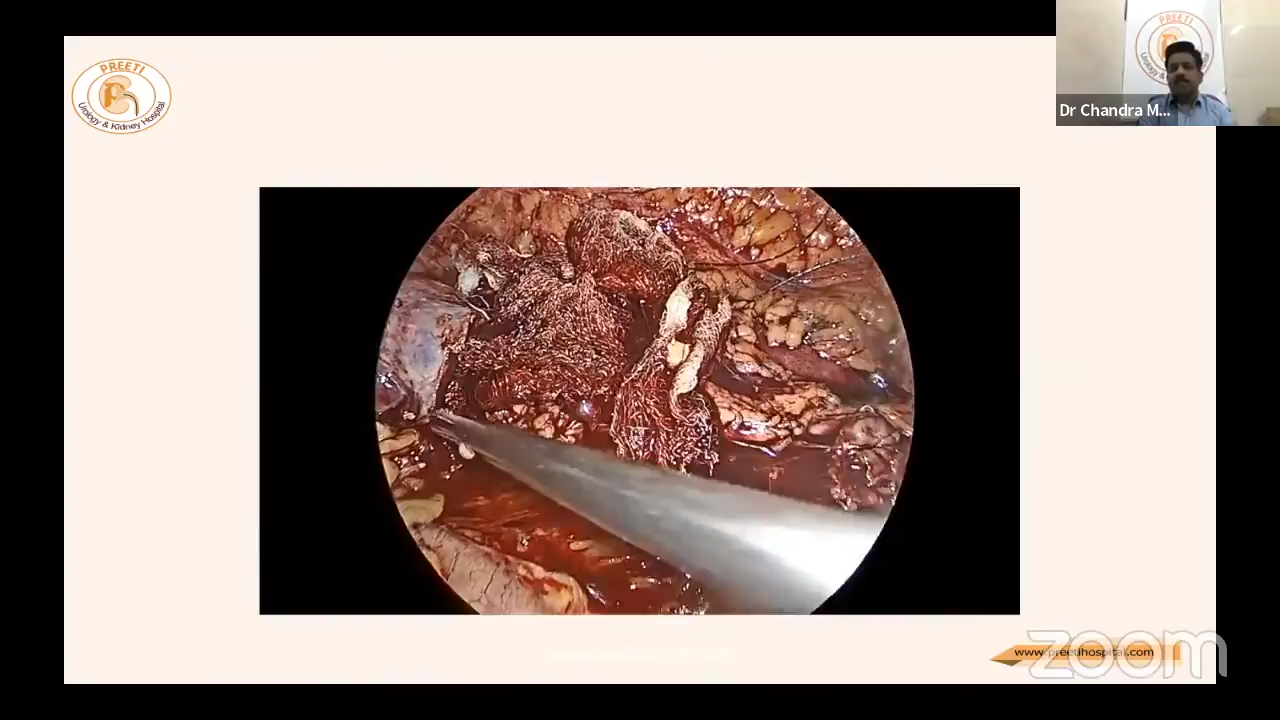 PREETI
Urology & Kidney Hospital
PREETI
Dr Chandra M...
www.preetihospital.com
zoom